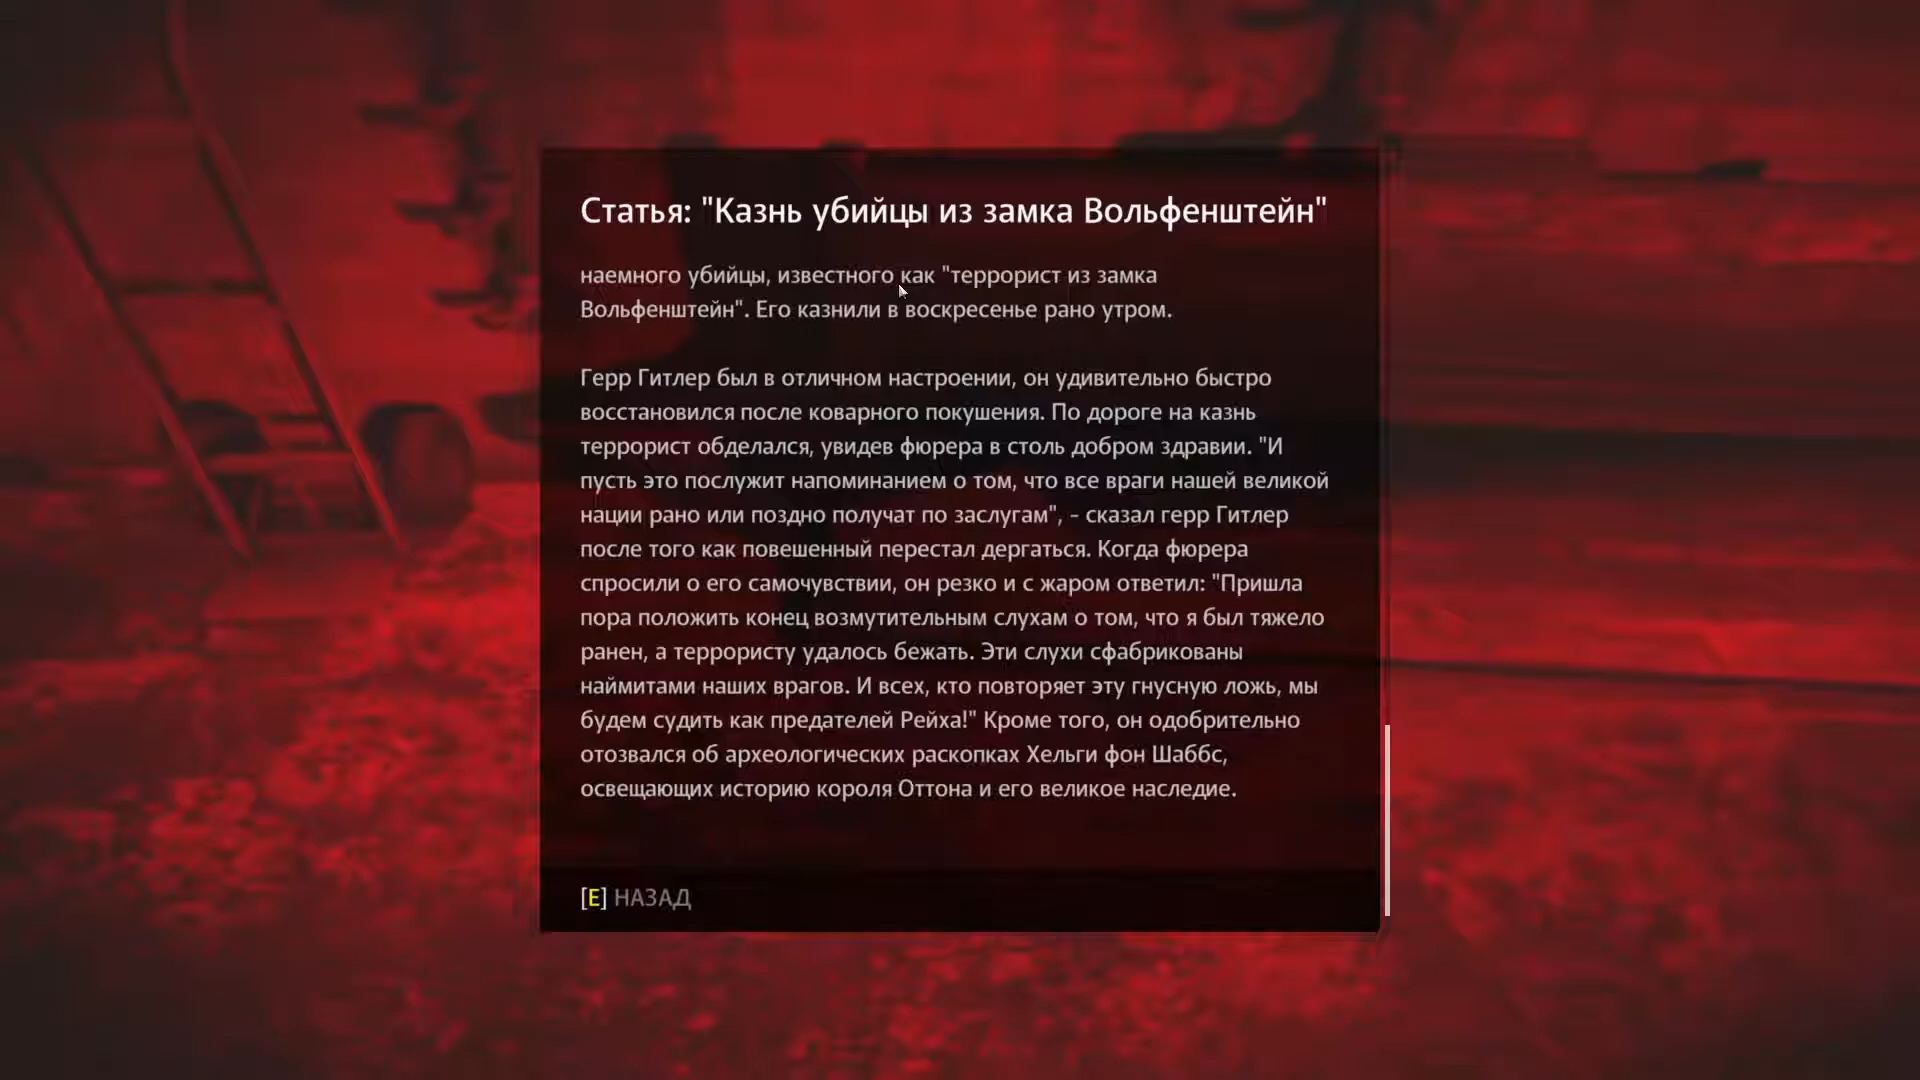 Статья: "Казнь убийцы из замка Вольфенштейн"
наемного убийцы, известного как "террорист из замка
Вольфенштейн". Его казнили в воскресенье рано утром.
Герр Гитлер был в отличном настроении, он удивительно быстро
восстановился после коварного покушения. По дороге на казнь
террорист обделался, увидев фюрера в столь добром здравии. "И
пусть это послужит напоминанием о том, что все враги нашей великой
нации рано или поздно получат по заслугам", - сказал герр Гитлер
после того как повешенный перестал дергаться. Когда фюрера
спросили о его самочувствии, он резко и с жаром ответил: "Пришла
пора положить конец возмутительным слухам о том, что я был тяжело
ранен, а террористу удалось бежать. Эти слухи сфабрикованы
наймитами наших врагов. И всех, кто повторяет эту гнусную ложь, мы
будем судить как предателей Рейха!" Кроме того, он одобрительно
отозвался об археологических раскопках Хельги фон Шаббс,
освещающих историю короля Оттона и его великое наследие.
[E] НАЗАД